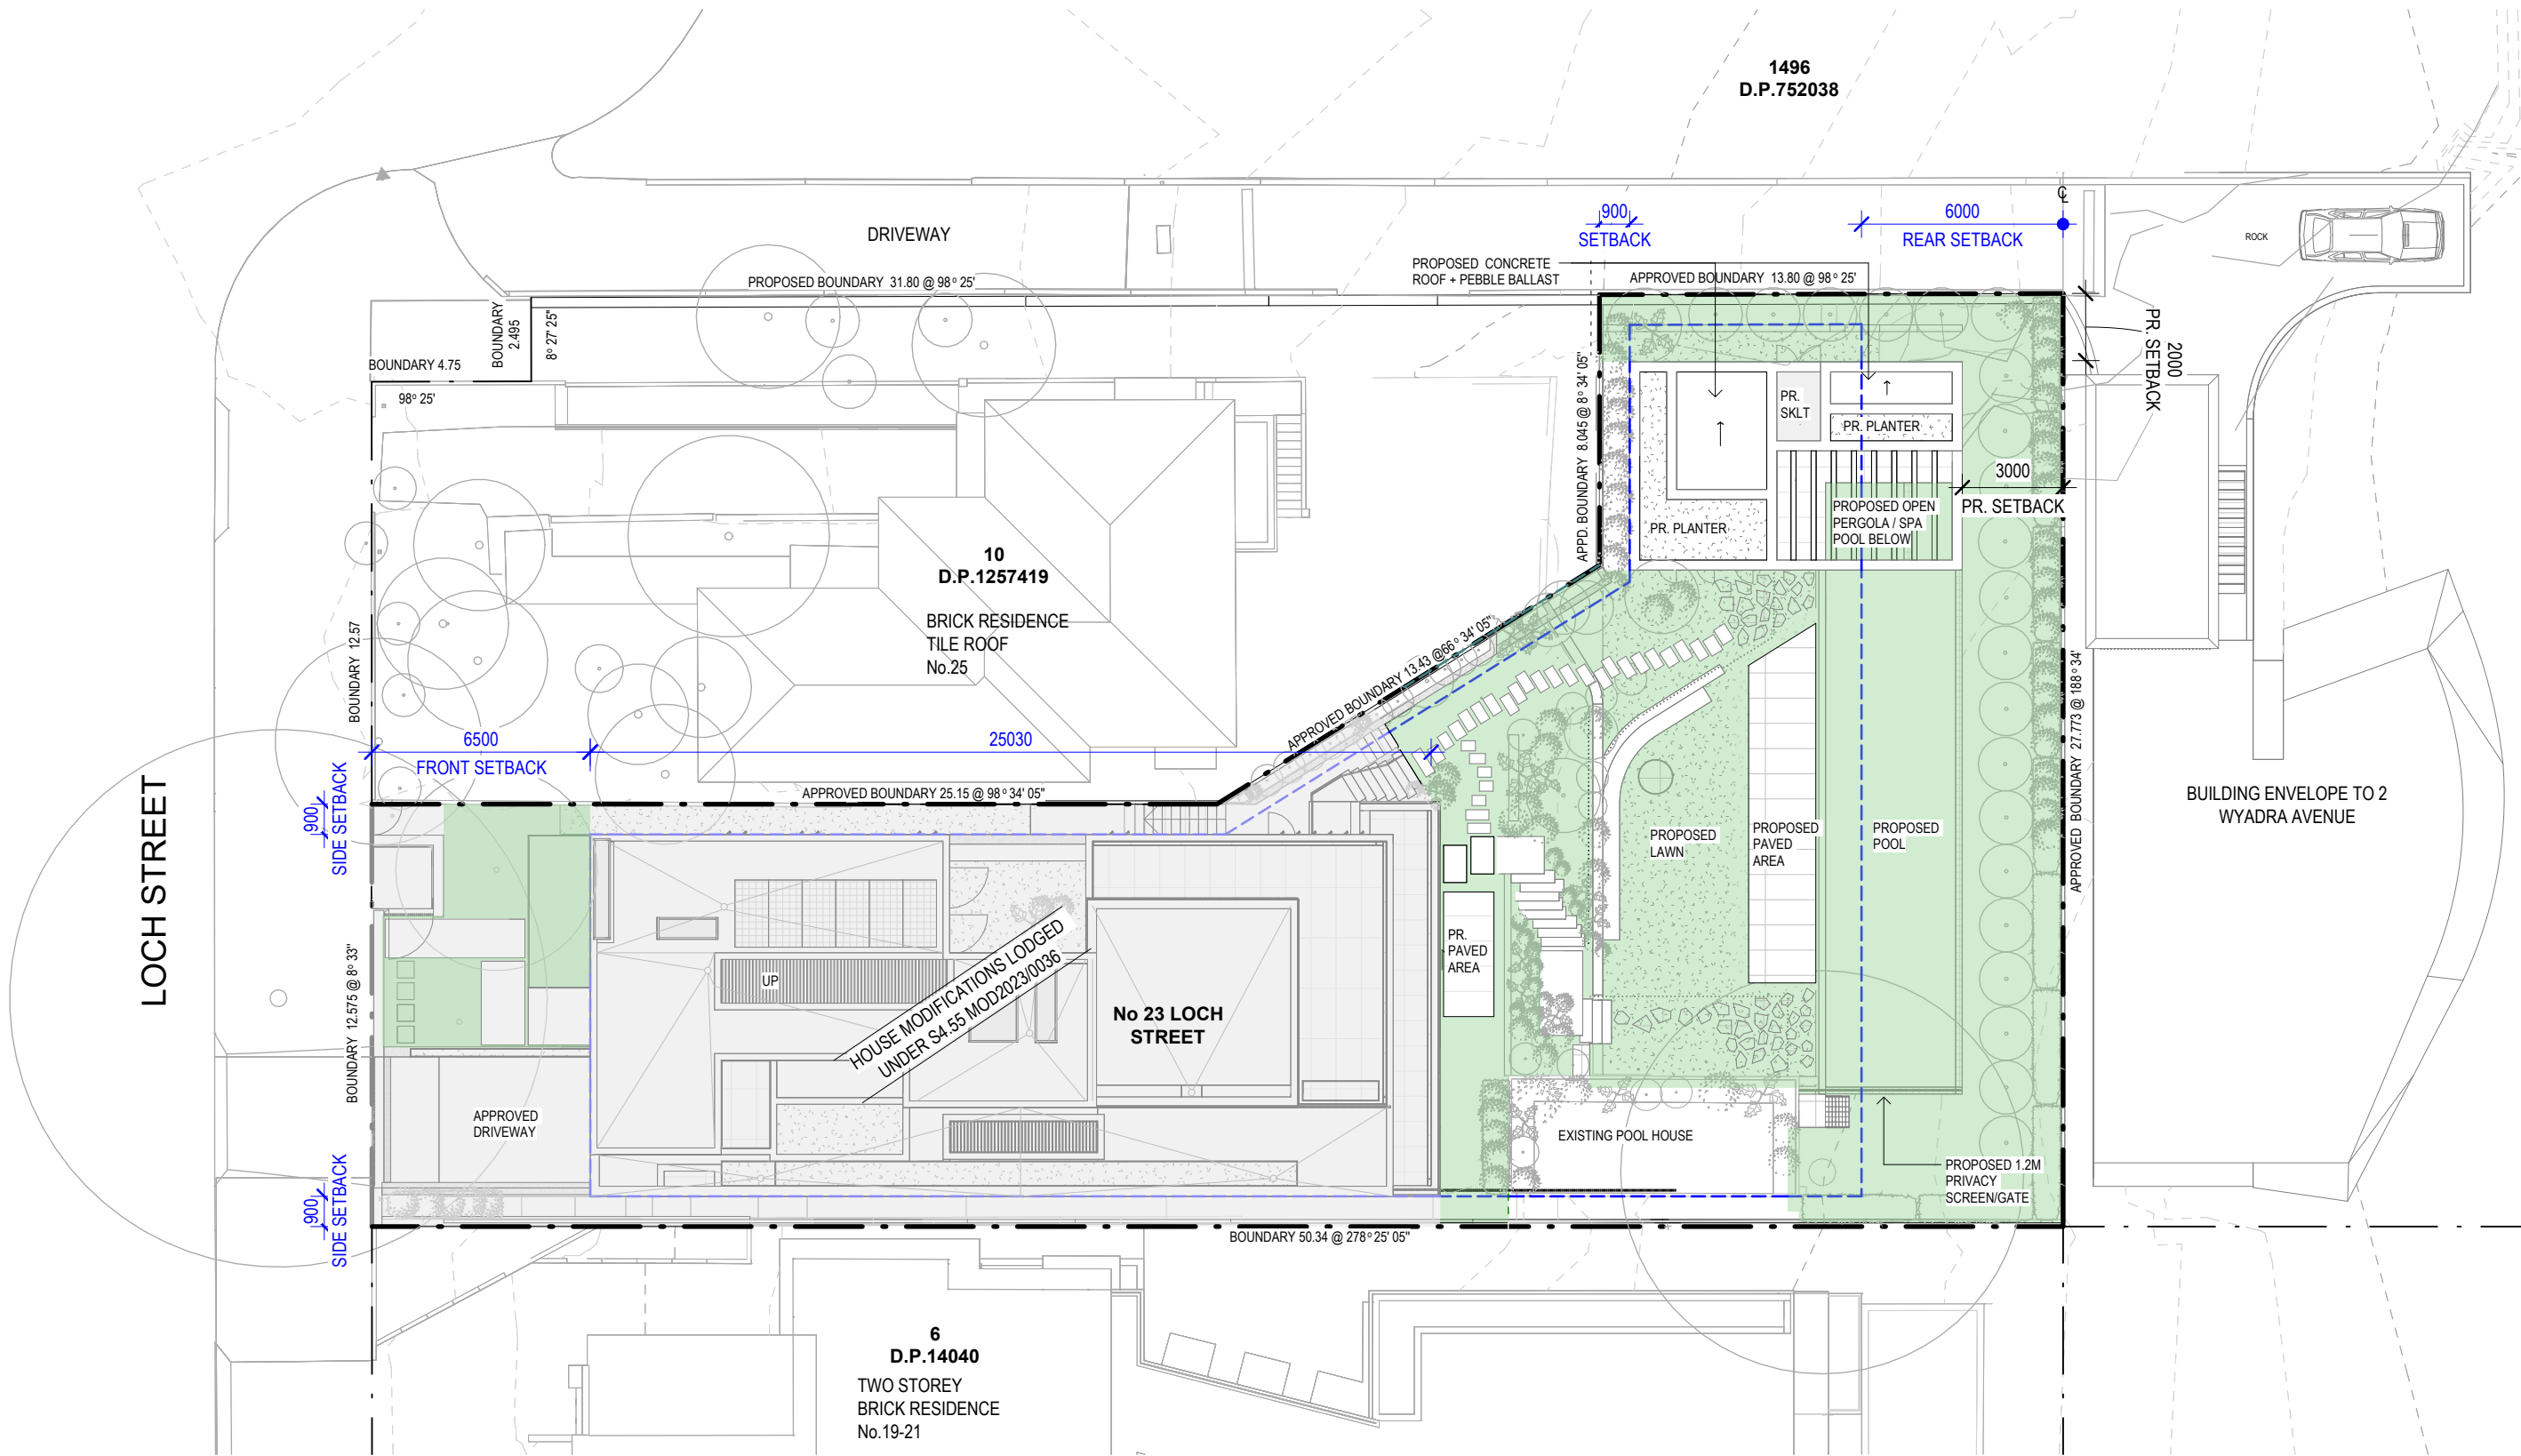 1496
D.P.752038
℄
900
SETBACK
6000
REAR SETBACK
DRIVEWAY
ROCK
PROPOSED CONCRETE
ROOF + PEBBLE BALLAST
PROPOSED BOUNDARY 31.80 @ 98° 25'
APPROVED BOUNDARY 13.80 @ 98° 25'
BOUNDARY
2.495
8° 27' 25"
BOUNDARY 4.75
98° 25'
PR. SETBACK
2000
APPD. BOUNDARY 8.045 @ 8° 34' 05"
PR.
SKLT
PR. PLANTER
3000
PR. SETBACK
PROPOSED OPEN
PERGOLA / SPA
POOL BELOW
PR. PLANTER
10
D.P.1257419
BRICK RESIDENCE
TILE ROOF
No.25
BOUNDARY 12.57
APPROVED BOUNDARY 13.43 @66° 34' 05"
APPROVED BOUNDARY 27.773 @ 188° 34'
6500
FRONT SETBACK
25030
APPROVED BOUNDARY 25.15 @ 98° 34' 05"
900
SIDE SETBACK
LOCH STREET
BUILDING ENVELOPE TO 2
WYADRA AVENUE
PROPOSED
LAWN
PROPOSED
PAVED
AREA
PROPOSED
POOL
PR.
PAVED
AREA
UP
HOUSE MODIFICATIONS LODGED
UNDER S4.55 MOD2023/0036
No 23 LOCH
STREET
BOUNDARY 12.575 @ 8° 33"
APPROVED
DRIVEWAY
EXISTING POOL HOUSE
PROPOSED 1.2M
PRIVACY
SCREEN/GATE
900
SIDE SETBACK
BOUNDARY 50.34 @ 278° 25' 05"
6
D.P.14040
TWO STOREY
BRICK RESIDENCE
No.19-21